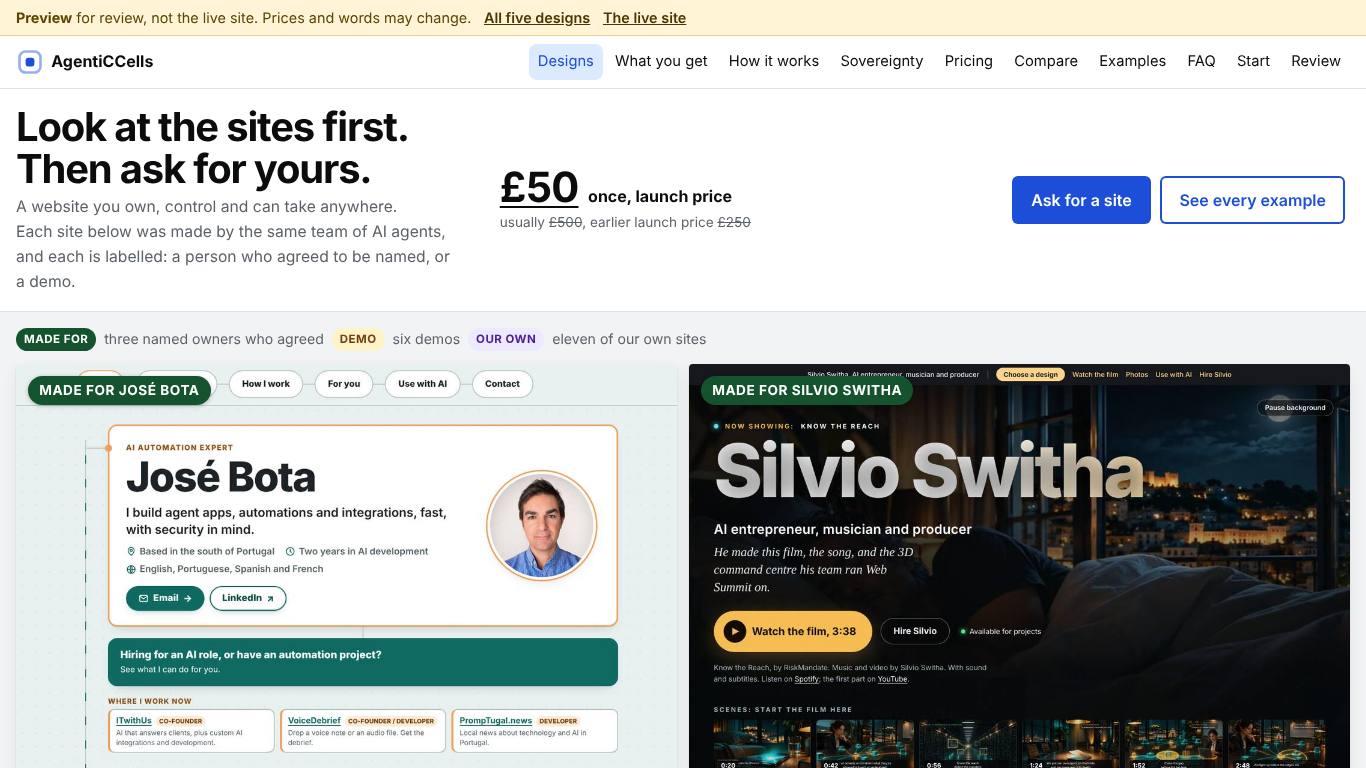 Preview for review, not the live site. Prices and words may change. All five designs The live site
AgentiCCells
Designs What you get How it works Sovereignty Pricing Compare Examples FAQ Start Review
Look at the sites first.
Then ask for yours.
A website you own, control and can take anywhere.
Each site below was made by the same team of AI agents,
and each is labelled: a person who agreed to be named, or
a demo.
£50 once, launch price
usually £500, earlier launch price £250
Ask for a site
See every example
MADE FOR three named owners who agreed DEMO six demos OUR OWN eleven of our own sites
MADE FOR JOSÉ BOTA
How I work For you Use with AI Contact
AI AUTOMATION EXPERT
José Bota
I build agent apps, automations and integrations, fast,
with security in mind.
Based in the south of Portugal Two years in AI development
English, Portuguese, Spanish and French
Email → LinkedIn ↗
Hiring for an AI role, or have an automation project?
See what I can do for you.
WHERE I WORK NOW
ITwithUs CO-FOUNDER
AI that answers clients, plus custom AI
integrations and development.
VoiceDebrief CO-FOUNDER / DEVELOPER
Drop a voice note or an audio file. Get the
debrief.
PrompTugal.news DEVELOPER
Local news about technology and AI in
Portugal.
MADE FOR SILVIO SWITHA
Silvio Switha, AI entrepreneur, musician and producer Choose a design Watch the film Photos Use with AI Hire Silvio
Pause background
NOW SHOWING: KNOW THE REACH
Silvio Switha
AI entrepreneur, musician and producer
He made this film, the song, and the 3D
command centre his team ran Web
Summit on.
Watch the film, 3:38
Hire Silvio
Available for projects
Know the Reach, by RiskMandate. Music and video by Silvio Switha. With sound
and subtitles. Listen on Spotify; the first part on YouTube.
SCENES: START THE FILM HERE
0:20 0:42 0:56 1:24 1:52 2:48